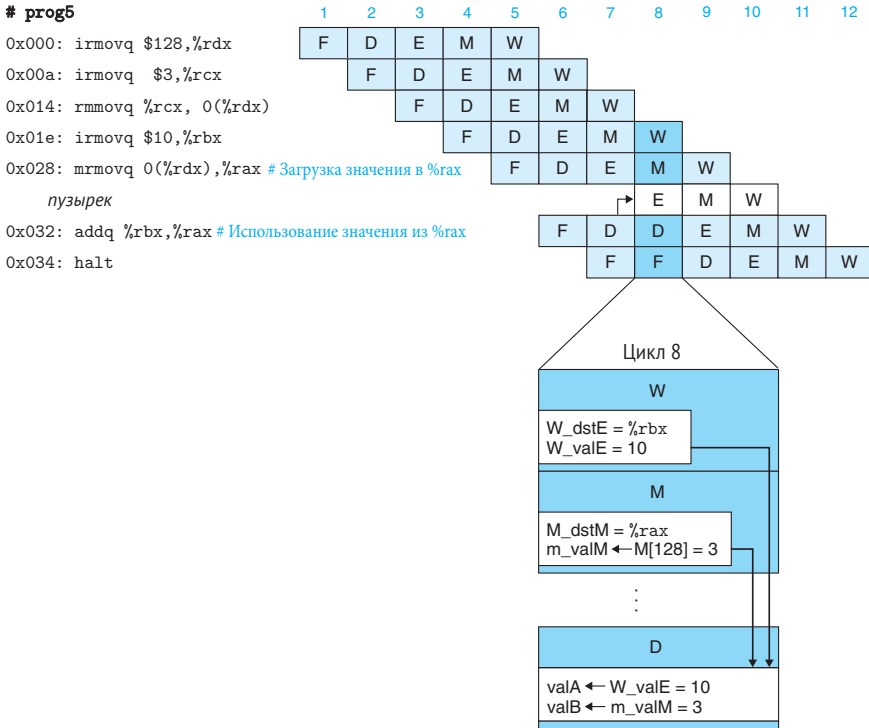 # prog5 1 2 3 4 5 6 7 8 9 10 11 12
0x000: irmovq $128,%rdx F D E M W
0x00a: irmovq $3,%rcx F D E M W
0x014: rmmovq %rcx, 0(%rdx) F D E M W
0x01e: irmovq $10,%rbx F D E M W
0x028: mrmovq 0(%rdx),%rax # Загрузка значения в %rax F D E M W
пузырек E M W
0x032: addq %rbx,%rax # Использование значения из %rax F D D E M W
0x034: halt F F D E M W
Цикл 8
W
W_dstE = %rbx
W_valE = 10
M
M_dstM = %rax
m_valM ← M[128] = 3
D
valA ← W_valE = 10
valB ← m_valM = 3